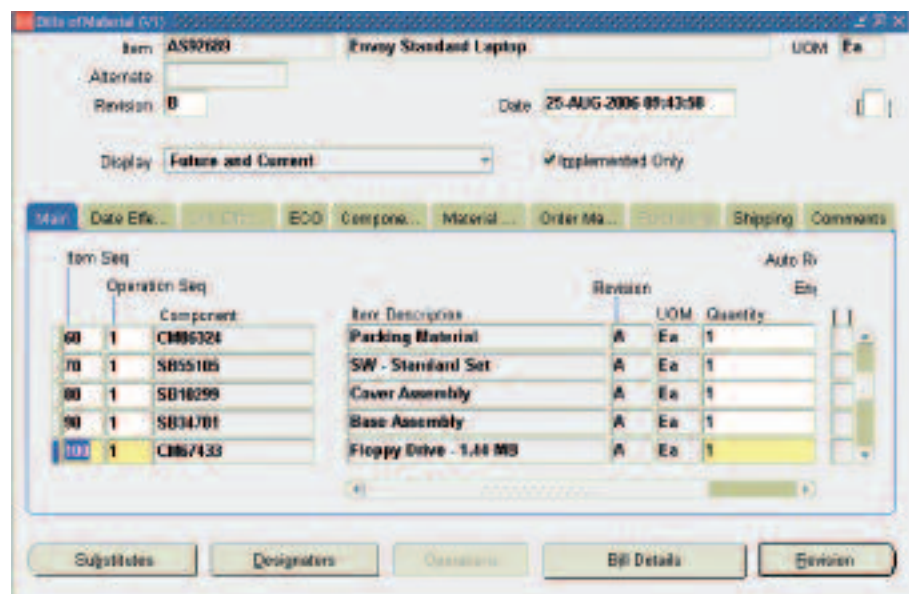 Bills of Material (V1)
Item AS92689 Envoy Standard Laptop UOM Ea
Alternate
Revision B Date 25-AUG-2006 09:43:50 [ ]
Display Future and Current Implemented Only
Main Date Effe... ECO Compone... Material ... Order Ma... Shipping Comments
Item Seq Auto R
Operation Seq Revision
Component Item Description UOM Quantity [ ]
60 1 CM86324 Packing Material A Ea 1
70 1 SB55105 SW - Standard Set A Ea 1
80 1 SB18299 Cover Assembly A Ea 1
90 1 SB34701 Base Assembly A Ea 1
100 1 CM67433 Floppy Drive - 1.44 MB A Ea 1
Substitutes Designators Operations Bill Details Revision